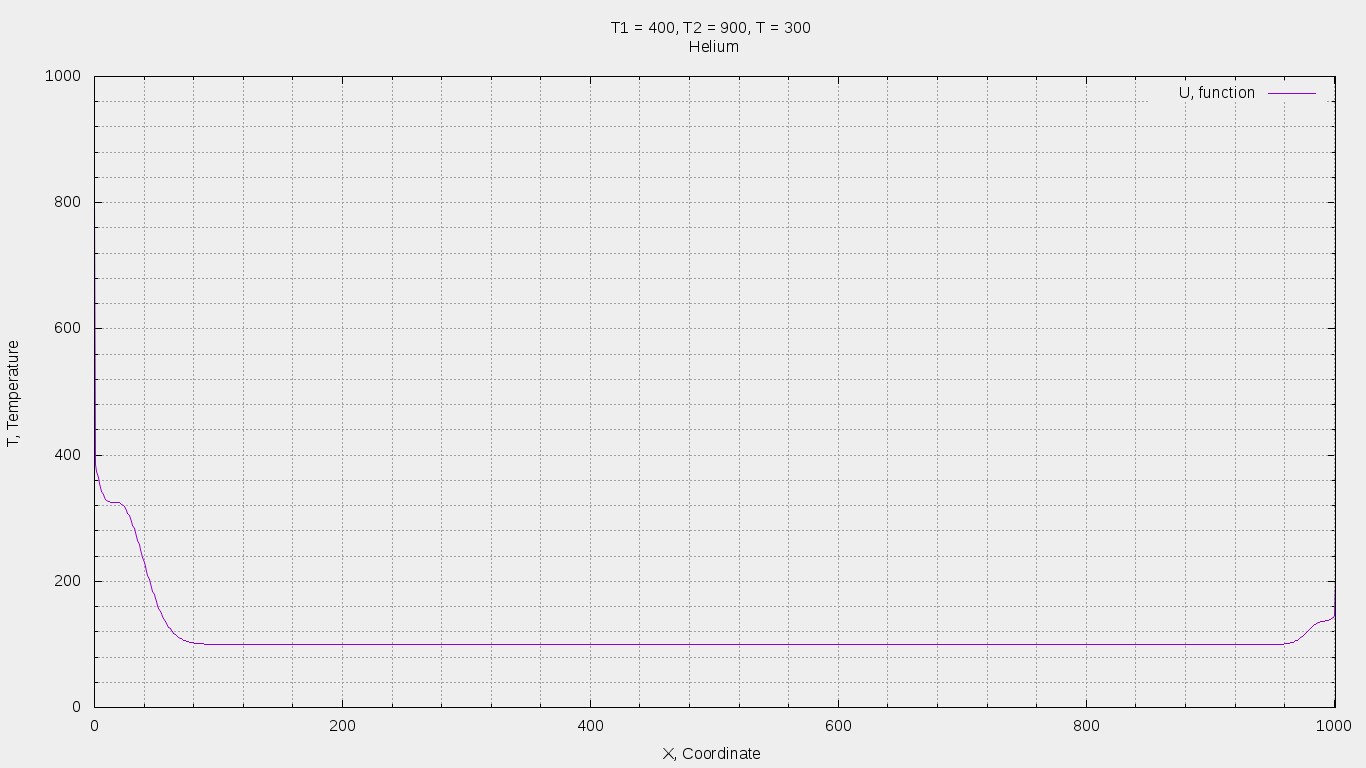 T1 = 400, T2 = 900, T = 300
Helium
U, function
1000
800
600
400
200
0
T, Temperature
0 200 400 600 800 1000
X, Coordinate